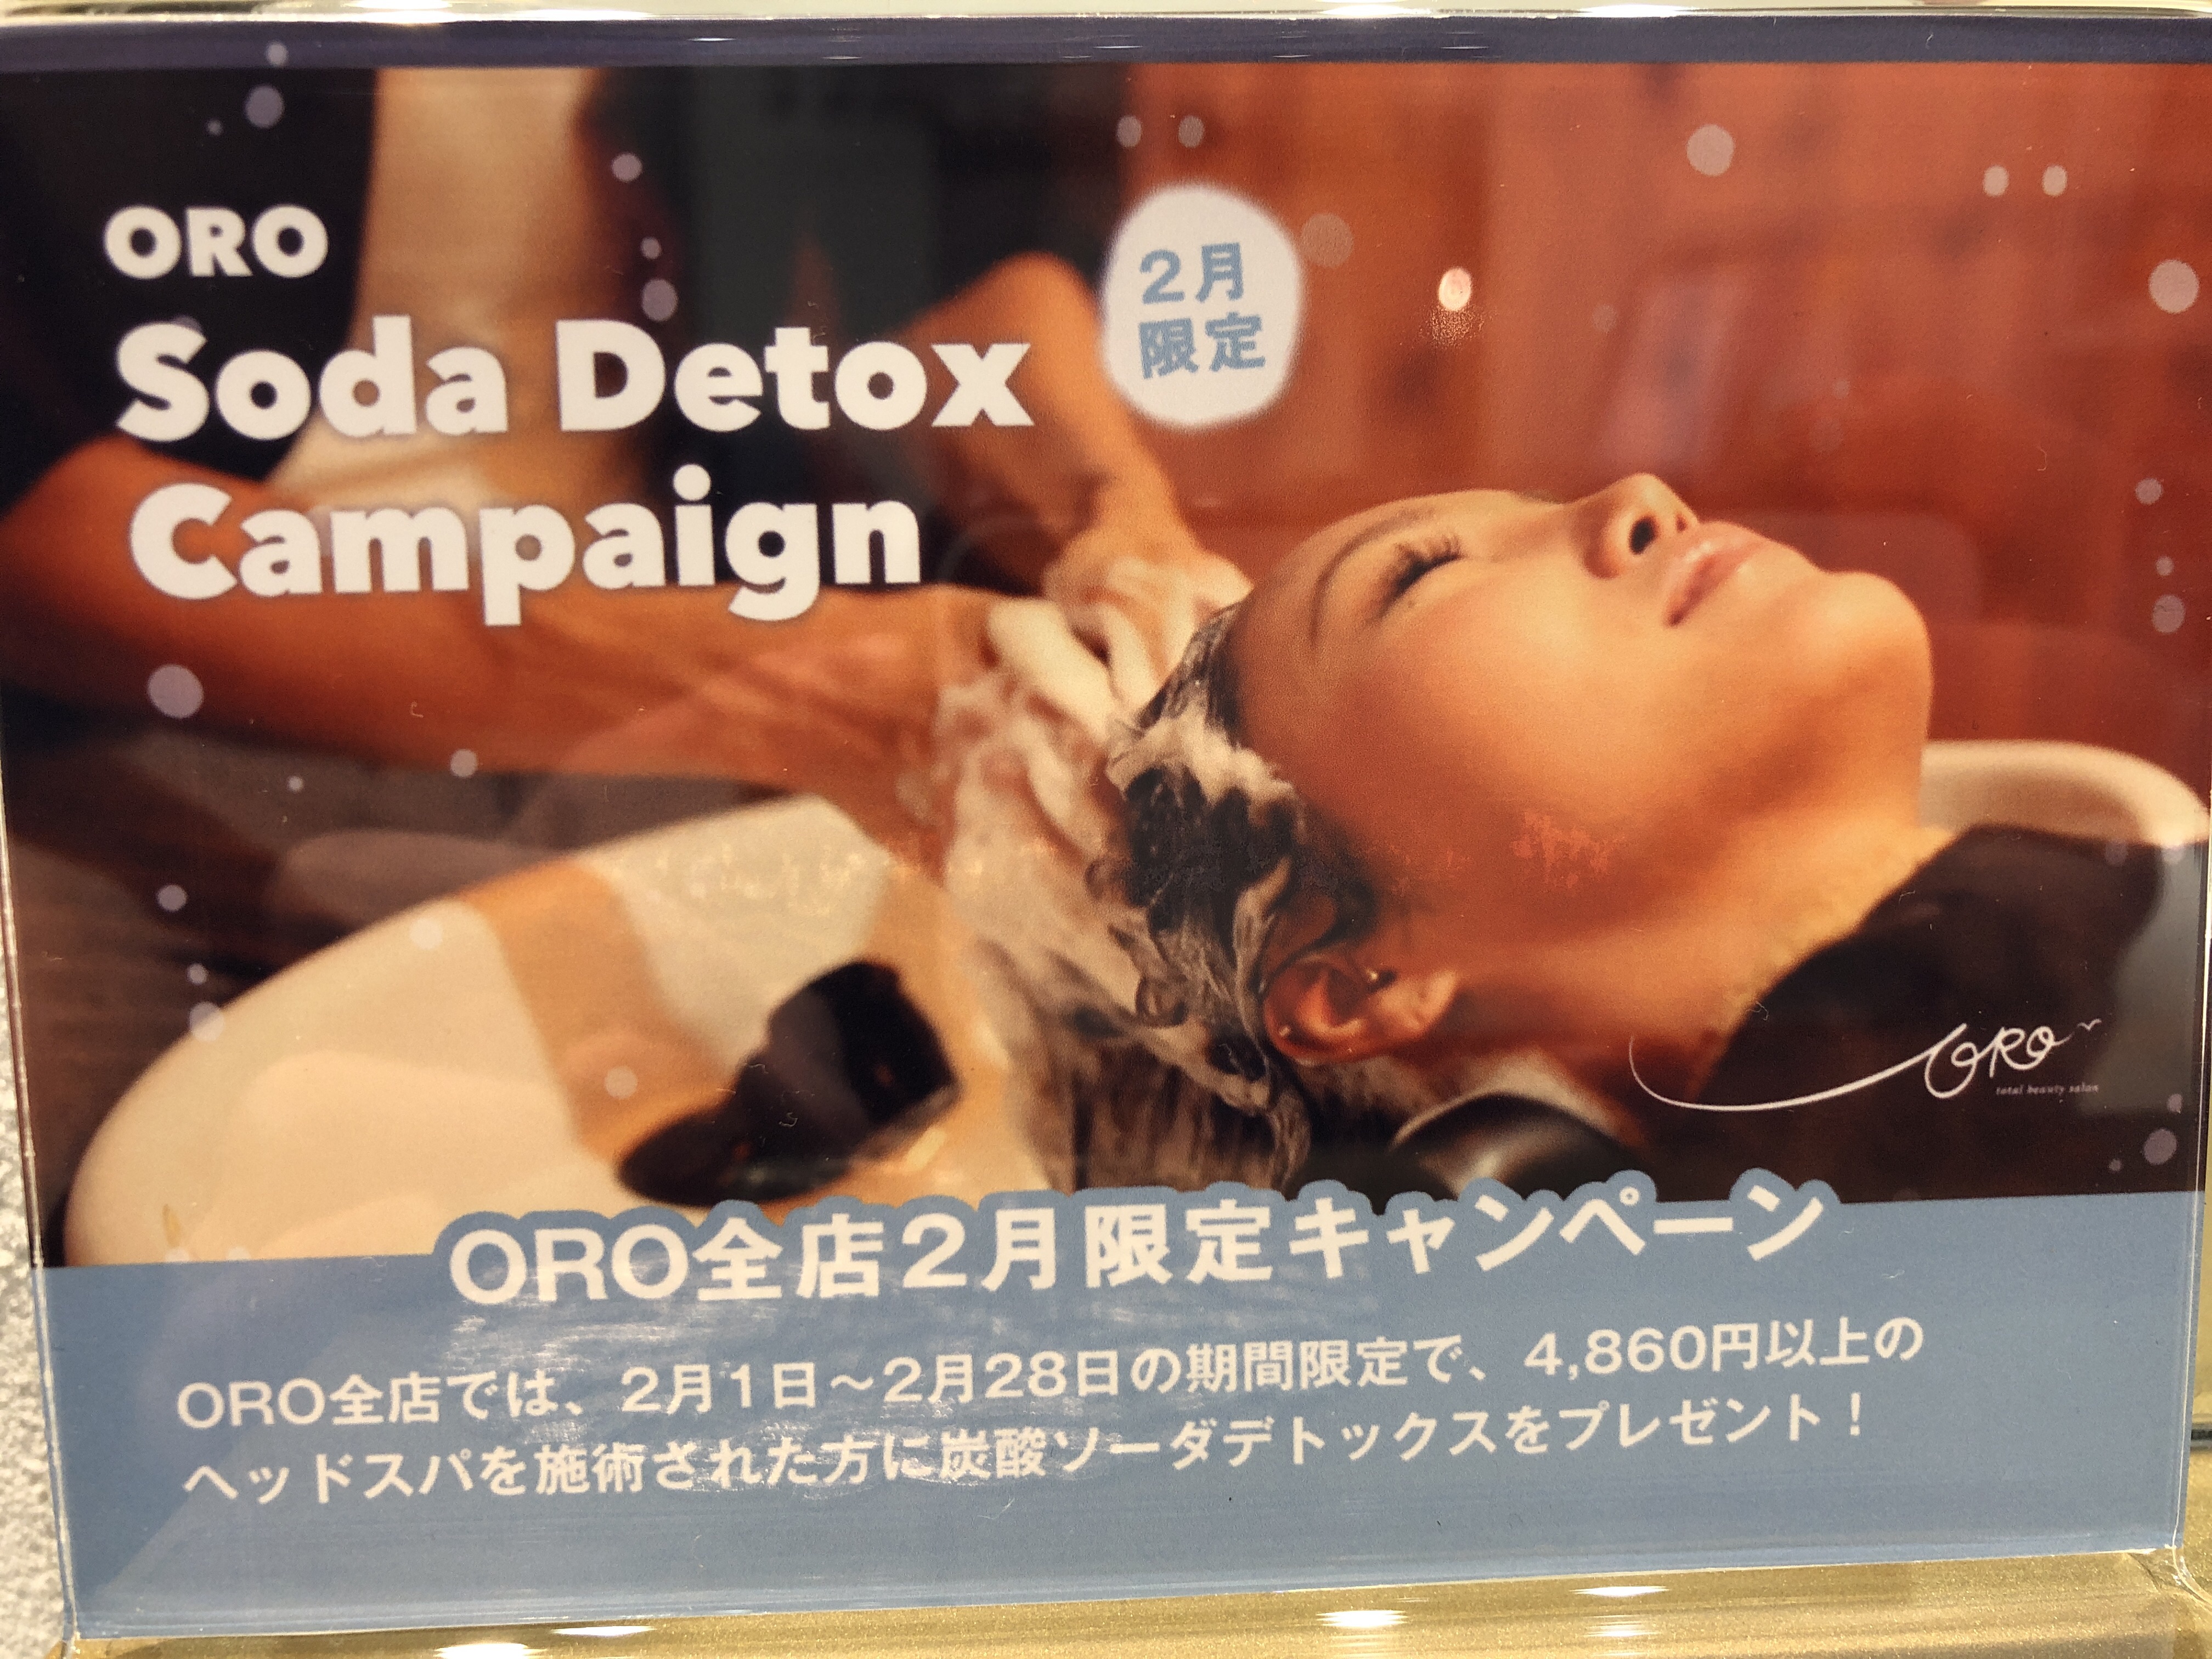 ORO
Soda Detox
Campaign
2月
限定
ORO
total beauty salon
ORO全店2月限定キャンペーン
ORO全店では、2月1日～2月28日の期間限定で、4,860円以上の
ヘッドスパを施術された方に炭酸ソーダデトックスをプレゼント！